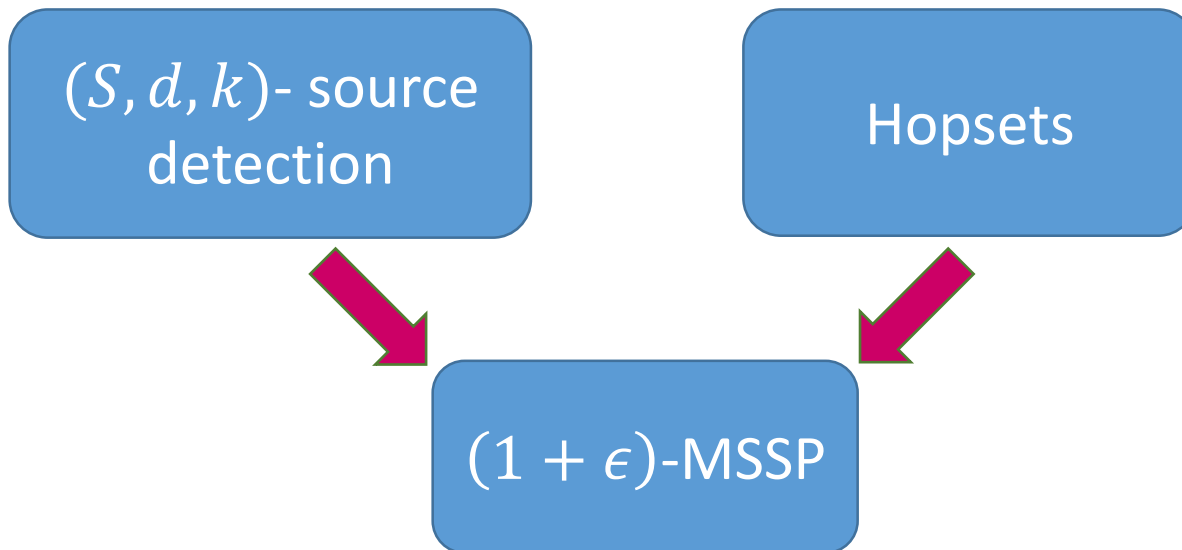 (S, d, k)- source
detection
Hopsets
(1 + ϵ)-MSSP